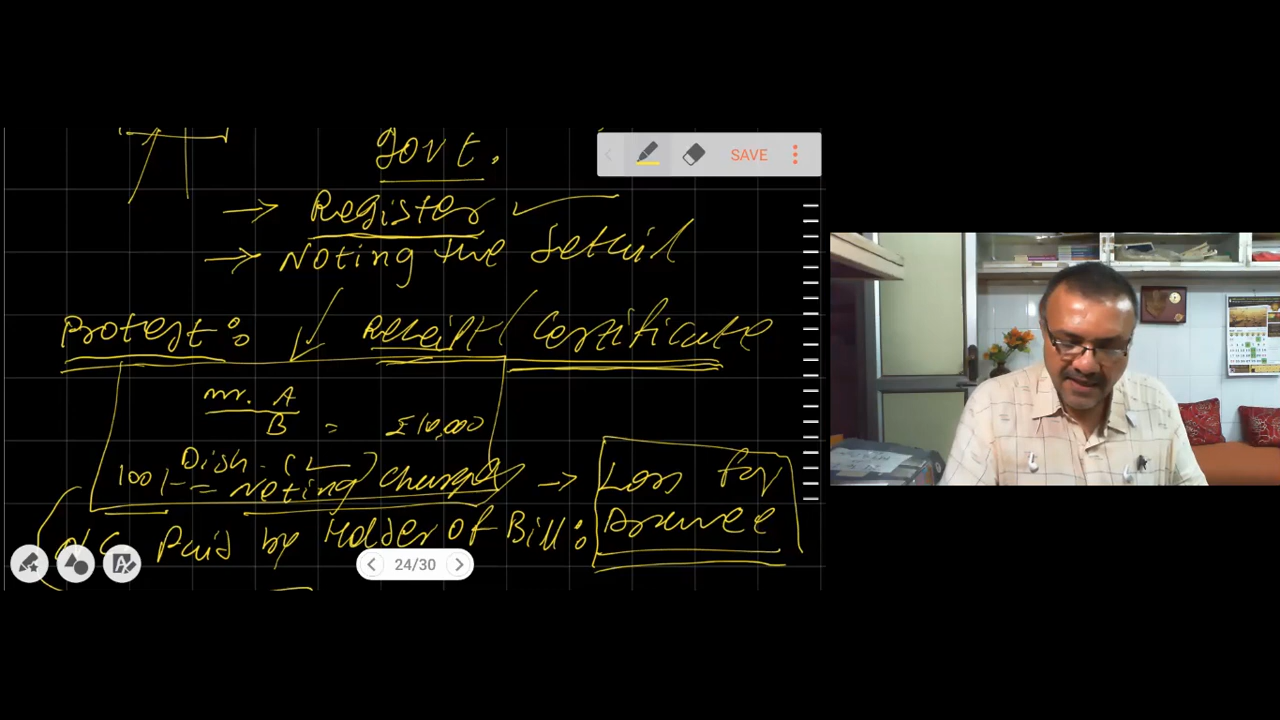 Govt.
SAVE
→ Register ✓
→ Noting the Detail
Protest: Receipt/Certificate
Mr. A
B = 10,000
Dish.
100/- = Noting Charges → Loss for
N/C Paid by Holder of Bill: Drawee
24/30